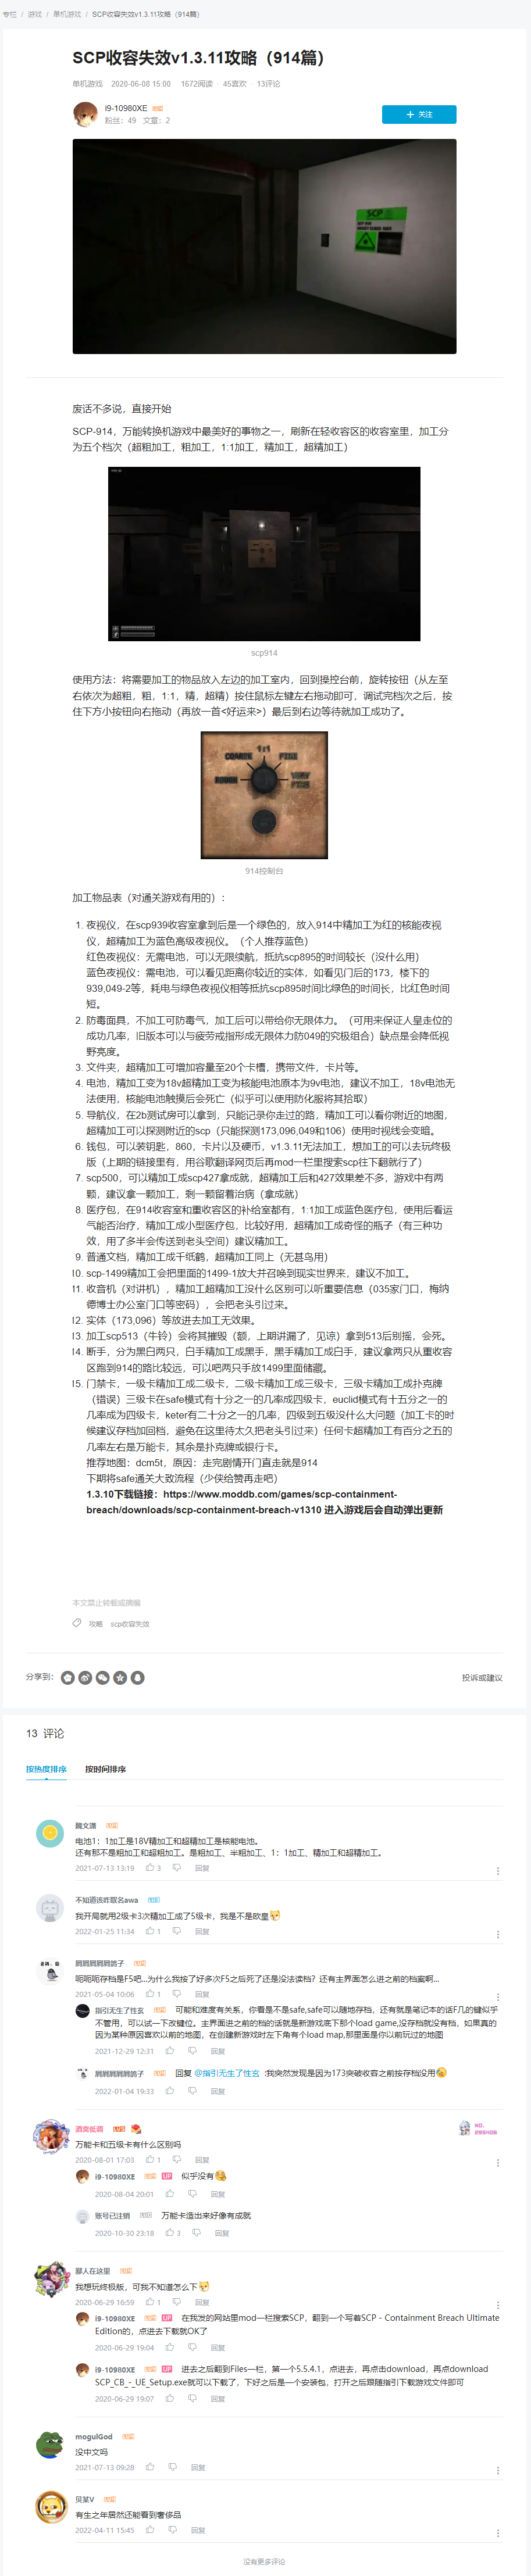 专栏 / 游戏 / 单机游戏 / SCP收容失效v1.3.11攻略（914篇）
SCP收容失效v1.3.11攻略（914篇）
单机游戏 2020-06-08 15:00 1672阅读 · 45喜欢 · 13评论
i9-10980XE
粉丝：49 文章：2
关注
SCP
废话不多说，直接开始
SCP-914，万能转换机游戏中最美好的事物之一，刷新在轻收容区的收容室里，加工分
为五个档次（超粗加工，粗加工，1:1加工，精加工，超精加工）
scp914
使用方法：将需要加工的物品放入左边的加工室内，回到操控台前，旋转按钮（从左至
右依次为超粗，粗，1:1，精，超精）按住鼠标左键左右拖动即可，调试完档次之后，按
住下方小按钮向右拖动（再放一首<好运来>）最后到右边等待就加工成功了。
1:1
COARSE FINE
ROUGH VERY FINE
914控制台
加工物品表（对通关游戏有用的）：
1. 夜视仪，在scp939收容室拿到后是一个绿色的，放入914中精加工为红的核能夜视
仪，超精加工为蓝色高级夜视仪。（个人推荐蓝色）
红色夜视仪：无需电池，可以无限续航，抵抗scp895的时间较长（没什么用）
蓝色夜视仪：需电池，可以看见距离你较近的实体，如看见门后的173，楼下的
939,049-2等，耗电与绿色夜视仪相等抵抗scp895时间比绿色的时间长，比红色时间
短。
2. 防毒面具，不加工可防毒气，加工后可以带给你无限体力。（可用来保证人皇走位的
成功几率，旧版本可以与疲劳戒指形成无限体力防049的究极组合）缺点是会降低视
野亮度。
3. 文件夹，超精加工可增加容量至20个卡槽，携带文件，卡片等。
4. 电池，精加工变为18v超精加工变为核能电池原本为9v电池，建议不加工，18v电池无
法使用，核能电池触摸后会死亡（似乎可以使用防化服将其拾取）
5. 导航仪，在2b测试房可以拿到，只能记录你走过的路，精加工可以看你附近的地图，
超精加工可以探测附近的scp（只能探测173,096,049和106）使用时视线会变暗。
6. 钱包，可以装钥匙，860，卡片以及硬币，v1.3.11无法加工，想加工的可以去玩终极
版（上期的链接里有，用谷歌翻译网页后再mod一栏里搜索scp往下翻就行了）
7. scp500，可以精加工成scp427拿成就，超精加工后和427效果差不多，游戏中有两
颗，建议拿一颗加工，剩一颗留着治病（拿成就）
8. 医疗包，在914收容室和重收容区的补给室都有，1:1加工成蓝色医疗包，使用后看运
气能否治疗，精加工成小型医疗包，比较好用，超精加工成奇怪的瓶子（有三种功
效，用了多半会传送到老头空间）建议精加工。
9. 普通文档，精加工成千纸鹤，超精加工同上（无甚鸟用）
10. scp-1499精加工会把里面的1499-1放大并召唤到现实世界来，建议不加工。
11. 收音机（对讲机），精加工超精加工没什么区别可以听重要信息（035家门口，梅纳
德博士办公室门口等密码），会把老头引过来。
12. 实体（173,096）等放进去加工无效果。
13. 加工scp513（牛铃）会将其摧毁（额，上期讲漏了，见谅）拿到513后别摇，会死。
14. 断手，分为黑白两只，白手精加工成黑手，黑手精加工成白手，建议拿两只从重收容
区跑到914的路比较远，可以吧两只手放1499里面储藏。
15. 门禁卡，一级卡精加工成二级卡，二级卡精加工成三级卡，三级卡精加工成扑克牌
（错误）三级卡在safe模式有十分之一的几率成四级卡，euclid模式有十五分之一的
几率成为四级卡，keter有二十分之一的几率，四级到五级没什么大问题（加工卡的时
候建议存档加回档，避免在这里待太久把老头引过来）任何卡超精加工有百分之五的
几率左右是万能卡，其余是扑克牌或银行卡。
推荐地图：dcm5t，原因：走完剧情开门直走就是914
下期将safe通关大致流程（少侠给赞再走吧）
1.3.10下载链接：https://www.moddb.com/games/scp-containment-
breach/downloads/scp-containment-breach-v1310 进入游戏后会自动弹出更新
本文禁止转载或摘编
攻略 scp收容失效
分享到：
投诉或建议
13 评论
按热度排序 按时间排序
魏文澹
电池1：1加工是18V精加工和超精加工是核能电池。
还有那不是粗加工和超粗加工。是粗加工、半粗加工、1：1加工、精加工和超精加工。
2021-07-13 13:19 3 回复
不知道该咋取名awa
我开局就用2级卡3次精加工成了5级卡，我是不是欧皇
2022-01-25 11:34 1 回复
屑屑屑屑屑鸽子
呃呃呃存档是F5吧...为什么我按了好多次F5之后死了还是没法读档？还有主界面怎么进之前的档案啊...
2021-05-04 10:06 1 回复
指引无生了性玄 可能和难度有关系，你看是不是safe,safe可以随地存档，还有就是笔记本的话F几的键似乎
不管用，可以试一下改键位。主界面进之前的档的话就是新游戏底下那个load game,没存档就没有档，如果真的
因为某种原因喜欢以前的地图，在创建新游戏时左下角有个load map,那里面是你以前玩过的地图
2021-12-29 12:31 回复
屑屑屑屑屑鸽子 回复 @指引无生了性玄 :我突然发现是因为173突破收容之前按存档没用
2022-01-04 19:33 回复
酒窝低萌
万能卡和五级卡有什么区别吗
2020-08-01 17:03 1 回复
i9-10980XE UP 似乎没有
2020-08-04 20:01 回复
账号已注销 万能卡造出来好像有成就
2020-10-30 23:18 3 回复
鄙人在这里
我想玩终极版，可我不知道怎么下
2020-06-29 16:59 1 回复
i9-10980XE UP 在我发的网站里mod一栏搜索SCP，翻到一个写着SCP - Containment Breach Ultimate
Edition的，点进去下载就OK了
2020-06-29 19:04 回复
i9-10980XE UP 进去之后翻到Files一栏，第一个5.5.4.1，点进去，再点击download，再点download
SCP_CB_-_UE_Setup.exe就可以下载了，下好之后是一个安装包，打开之后跟随指引下载游戏文件即可
2020-06-29 19:07 回复
mogulGod
没中文吗
2021-07-13 09:28 回复
贝某V
有生之年居然还能看到奢侈品
2022-04-11 15:45 回复
没有更多评论